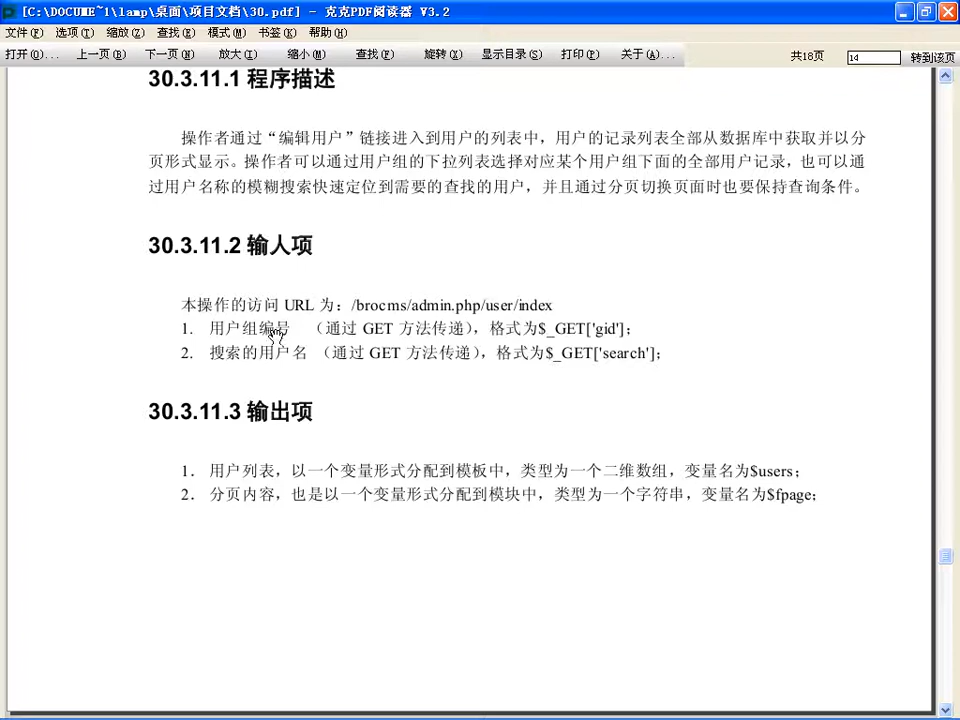 [C:\DOCUME~1\lamp\桌面\项目文档\30.pdf] - 克克PDF阅读器 V3.2
文件(F) 选项(T) 缩放(Z) 查找(E) 模式(M) 书签(K) 帮助(H)
打开(O)... 上一页(B) 下一页(N) 放大(I) 缩小(M) 查找(F) 旋转(X) 显示目录(S) 打印(P) 关于(A)... 共18页 14 转到该页
30.3.11.1 程序描述
操作者通过“编辑用户”链接进入到用户的列表中，用户的记录列表全部从数据库中获取并以分
页形式显示。操作者可以通过用户组的下拉列表选择对应某个用户组下面的全部用户记录，也可以通
过用户名称的模糊搜索快速定位到需要的查找的用户，并且通过分页切换页面时也要保持查询条件。
30.3.11.2 输人项
本操作的访问 URL 为：/brocms/admin.php/user/index
1. 用户组编号 （通过 GET 方法传递），格式为$_GET['gid']；
2. 搜索的用户名 （通过 GET 方法传递），格式为$_GET['search']；
30.3.11.3 输出项
1. 用户列表，以一个变量形式分配到模板中，类型为一个二维数组，变量名为$users；
2. 分页内容，也是以一个变量形式分配到模块中，类型为一个字符串，变量名为$fpage；